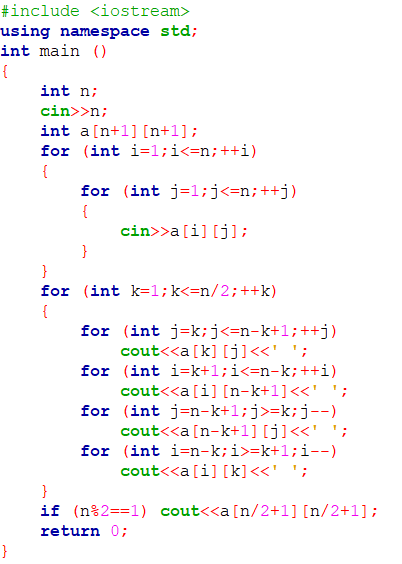 #include <iostream>
using namespace std;
int main ()
{
    int n;
    cin>>n;
    int a[n+1][n+1];
    for (int i=1;i<=n;++i)
    {
        for (int j=1;j<=n;++j)
        {
            cin>>a[i][j];
        }
    }
    for (int k=1;k<=n/2;++k)
    {
        for (int j=k;j<=n-k+1;++j)
            cout<<a[k][j]<<' ';
        for (int i=k+1;i<=n-k;++i)
            cout<<a[i][n-k+1]<<' ';
        for (int j=n-k+1;j>=k;j--)
            cout<<a[n-k+1][j]<<' ';
        for (int i=n-k;i>=k+1;i--)
            cout<<a[i][k]<<' ';
    }
    if (n%2==1) cout<<a[n/2+1][n/2+1];
    return 0;
}